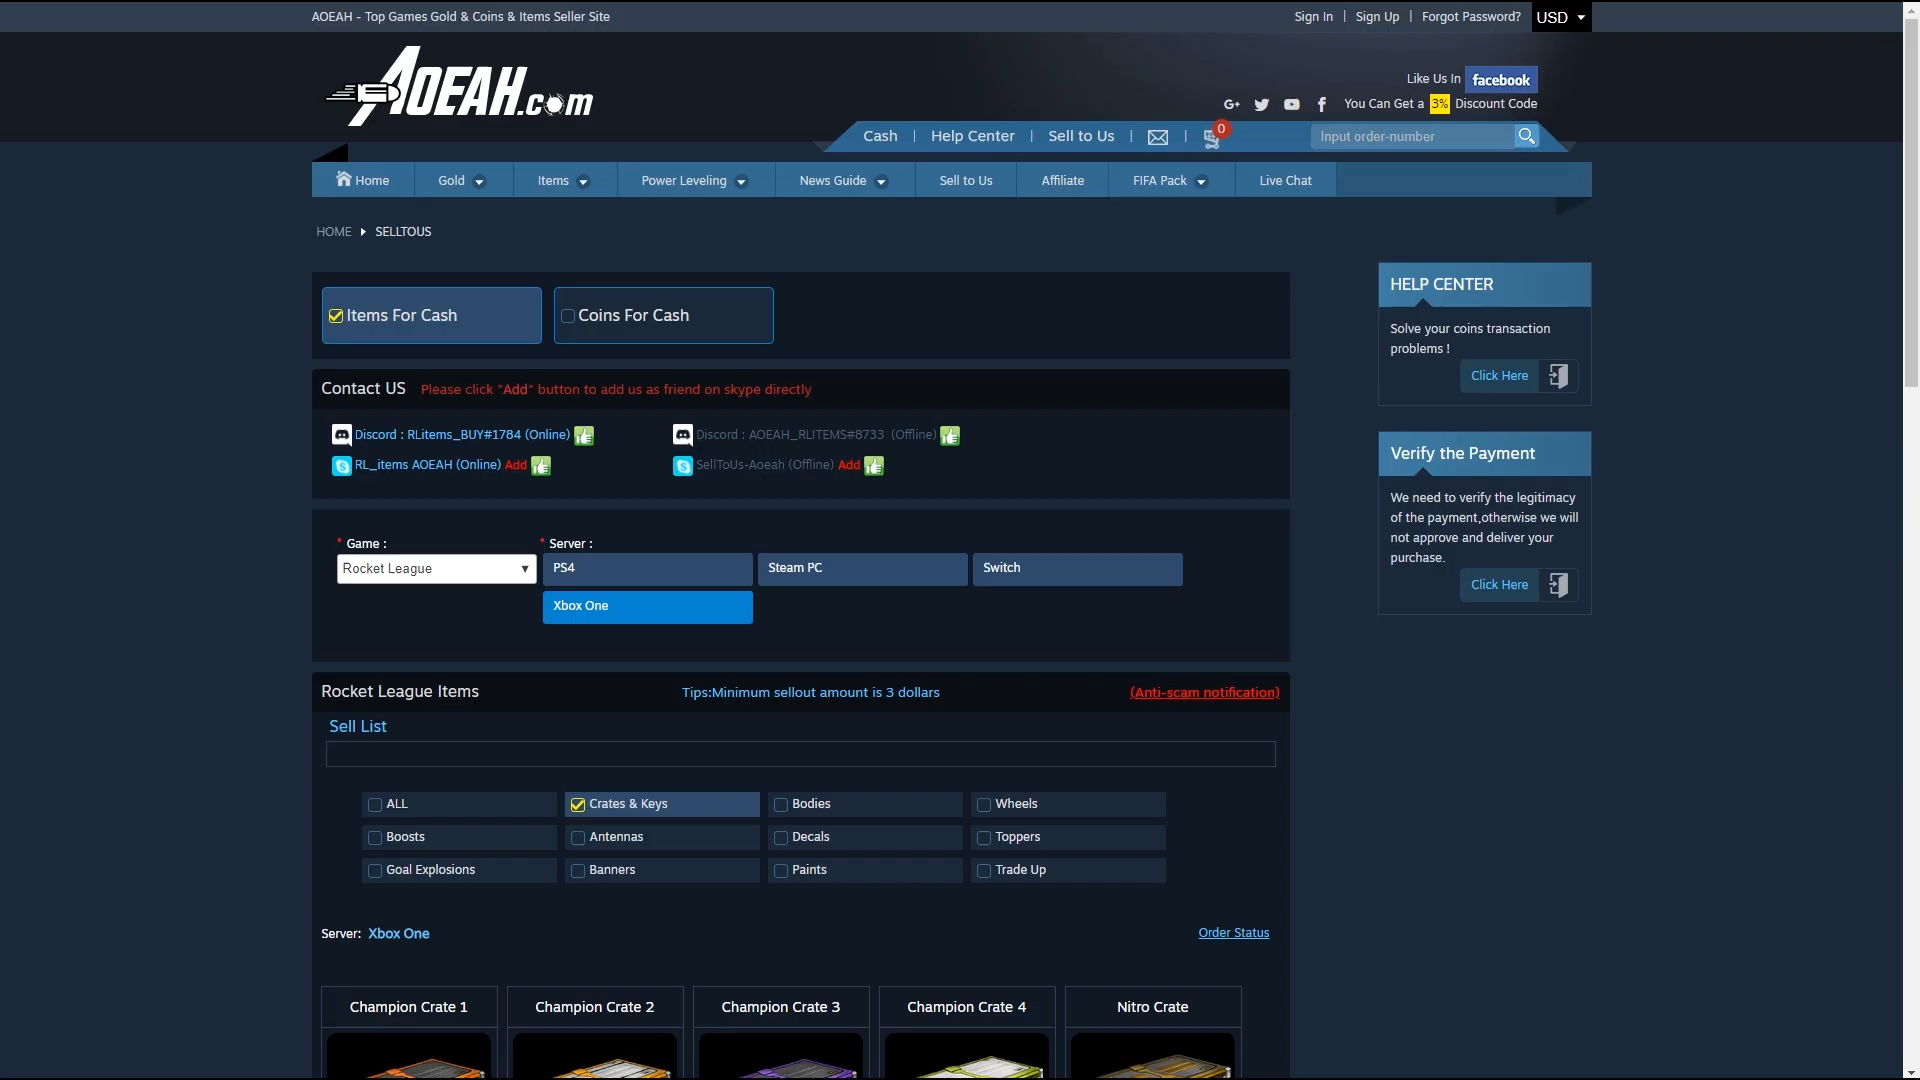 AOEAH - Top Games Gold & Coins & Items Seller Site
Sign In | Sign Up | Forgot Password? USD
AOEAH.com
Like Us In facebook
You Can Get a 3% Discount Code
Cash | Help Center | Sell to Us | | 0 Input order-number
Home Gold Items Power Leveling News Guide Sell to Us Affiliate FIFA Pack Live Chat
HOME SELLTOUS
Items For Cash Coins For Cash
Contact US Please click "Add" button to add us as friend on skype directly
Discord : RLitems_BUY#1784 (Online) Discord : AOEAH_RLITEMS#8733 (Offline)
RL_items AOEAH (Online) Add SellToUs-Aoeah (Offline) Add
* Game : * Server :
Rocket League PS4 Steam PC Switch
Xbox One
Rocket League Items Tips:Minimum sellout amount is 3 dollars (Anti-scam notification)
Sell List
ALL Crates & Keys Bodies Wheels
Boosts Antennas Decals Toppers
Goal Explosions Banners Paints Trade Up
Server: Xbox One Order Status
Champion Crate 1 Champion Crate 2 Champion Crate 3 Champion Crate 4 Nitro Crate
HELP CENTER
Solve your coins transaction
problems !
Click Here
Verify the Payment
We need to verify the legitimacy
of the payment,otherwise we will
not approve and deliver your
purchase.
Click Here